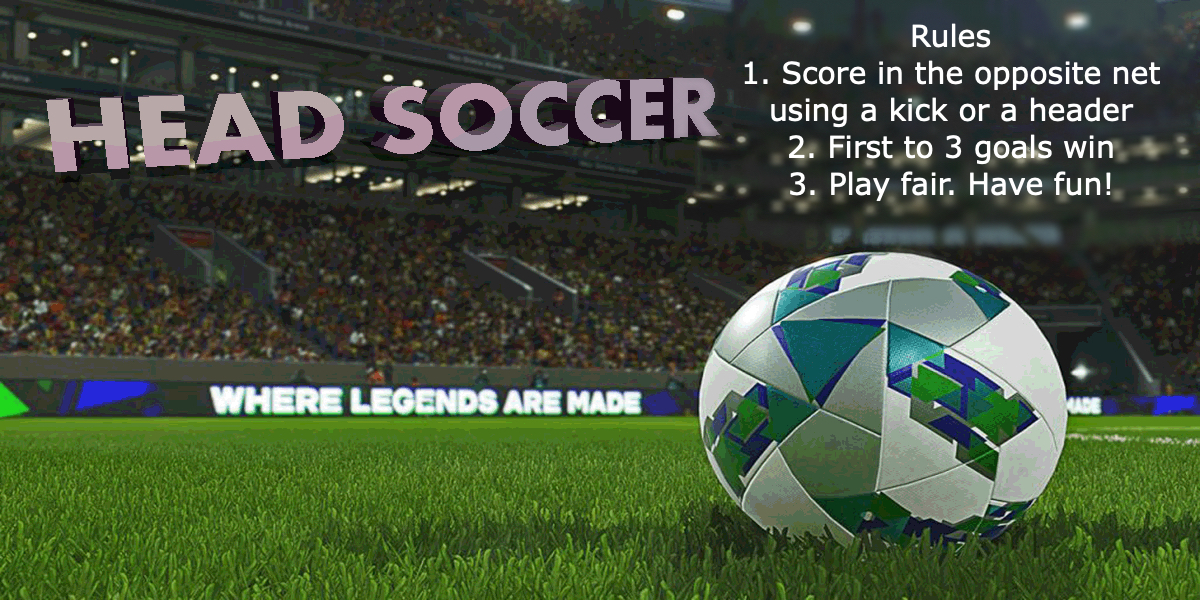 HEAD SOCCER
Rules
1. Score in the opposite net
using a kick or a header
2. First to 3 goals win
3. Play fair. Have fun!
WHERE LEGENDS ARE MADE
MADE